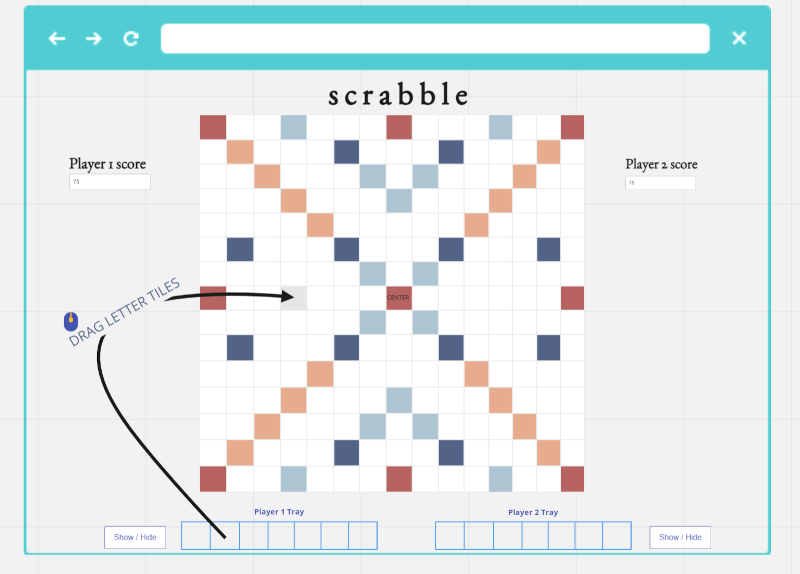 scrabble
Player 1 score
75
Player 2 score
75
CENTER
DRAG LETTER TILES
Player 1 Tray
Player 2 Tray
Show / Hide
Show / Hide